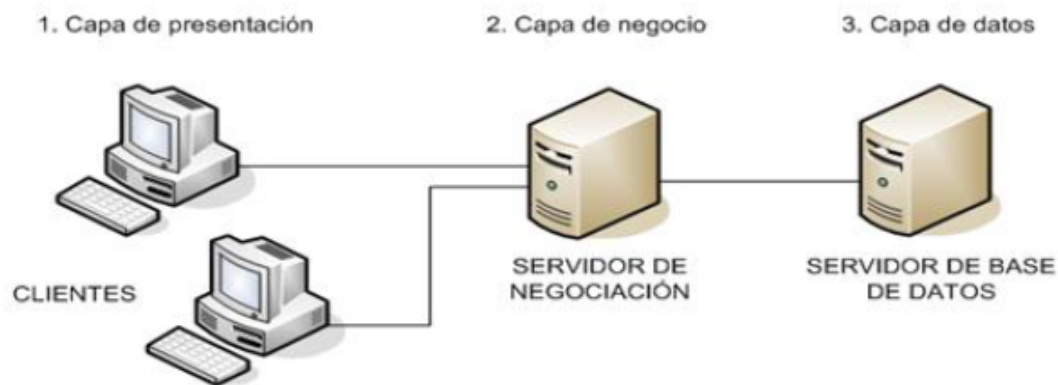 1. Capa de presentación
2. Capa de negocio
3. Capa de datos
CLIENTES
SERVIDOR DE
NEGOCIACIÓN
SERVIDOR DE BASE
DE DATOS